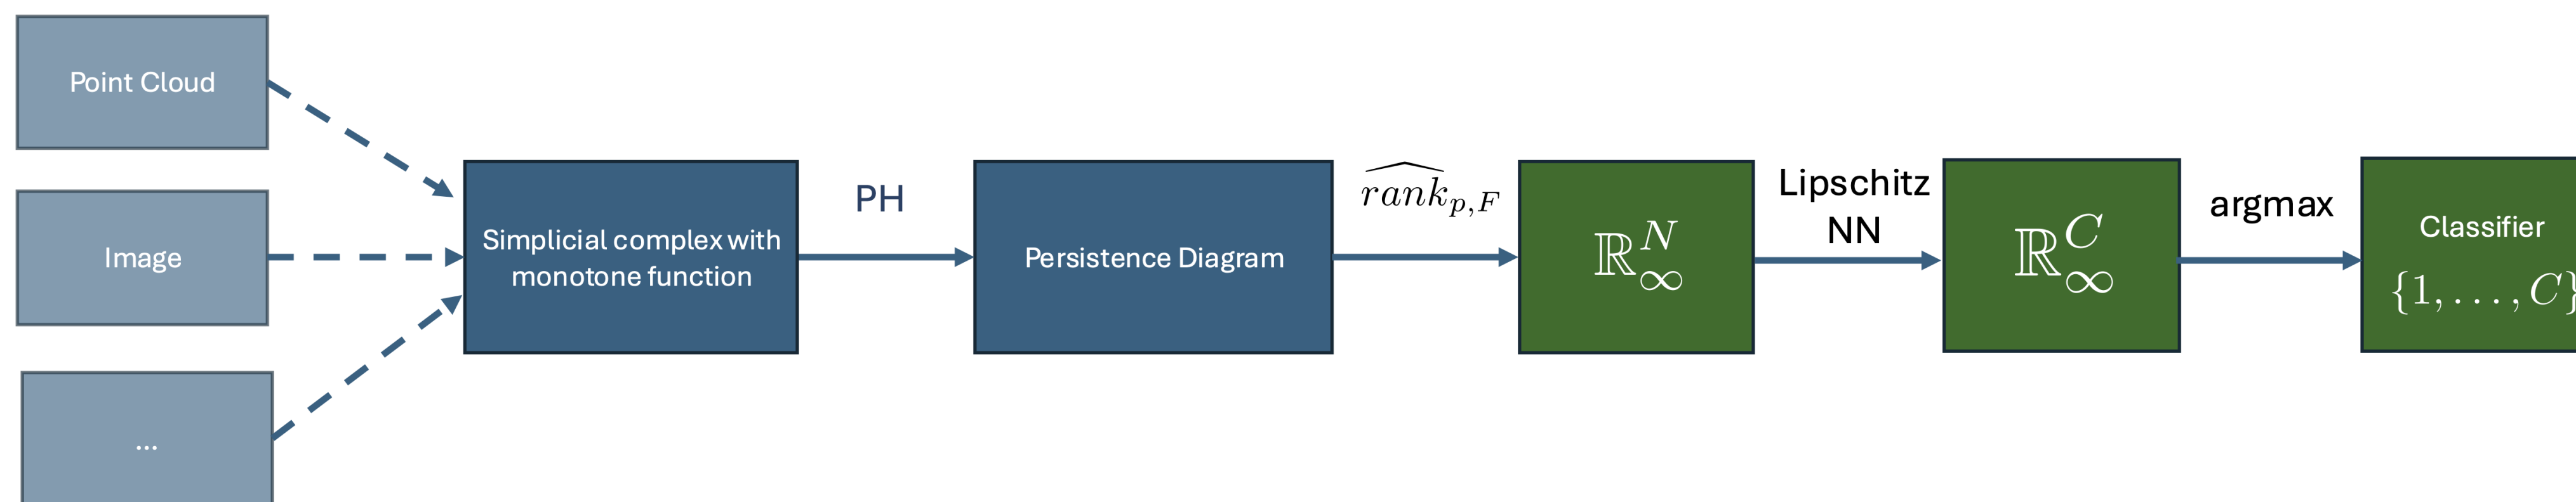 Point Cloud
Image
...
Simplicial complex with
monotone function
PH
Persistence Diagram
$\widehat{rank}_{p,F}$
$\mathbb{R}^N_\infty$
Lipschitz
NN
$\mathbb{R}^C_\infty$
argmax
Classifier
$\{1, \ldots, C\}$